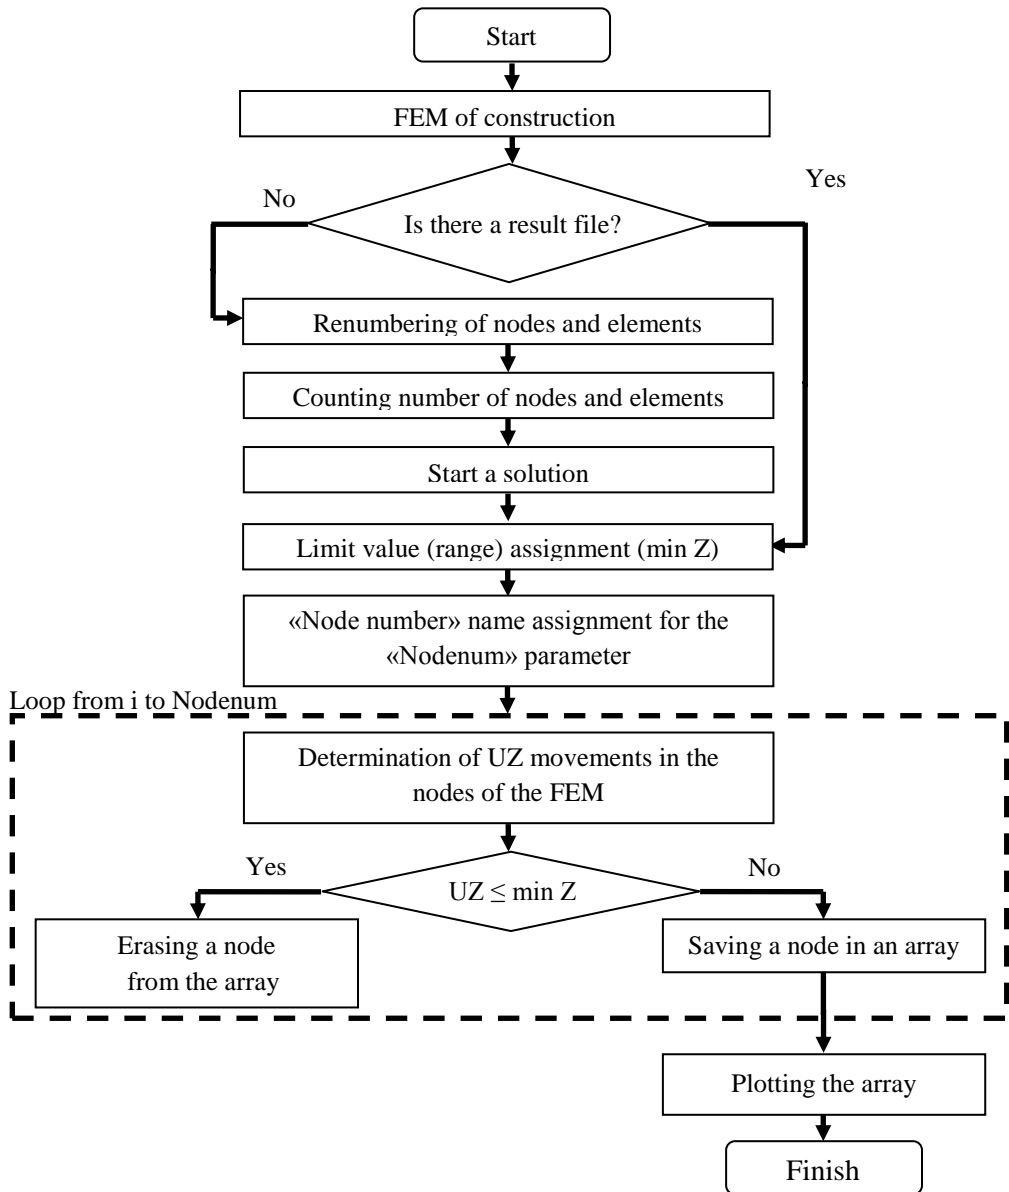 Start
FEM of construction
No
Yes
Is there a result file?
Renumbering of nodes and elements
Counting number of nodes and elements
Start a solution
Limit value (range) assignment (min Z)
«Node number» name assignment for the
«Nodenum» parameter
Loop from i to Nodenum
Determination of UZ movements in the
nodes of the FEM
Yes
No
UZ ≤ min Z
Erasing a node
from the array
Saving a node in an array
Plotting the array
Finish